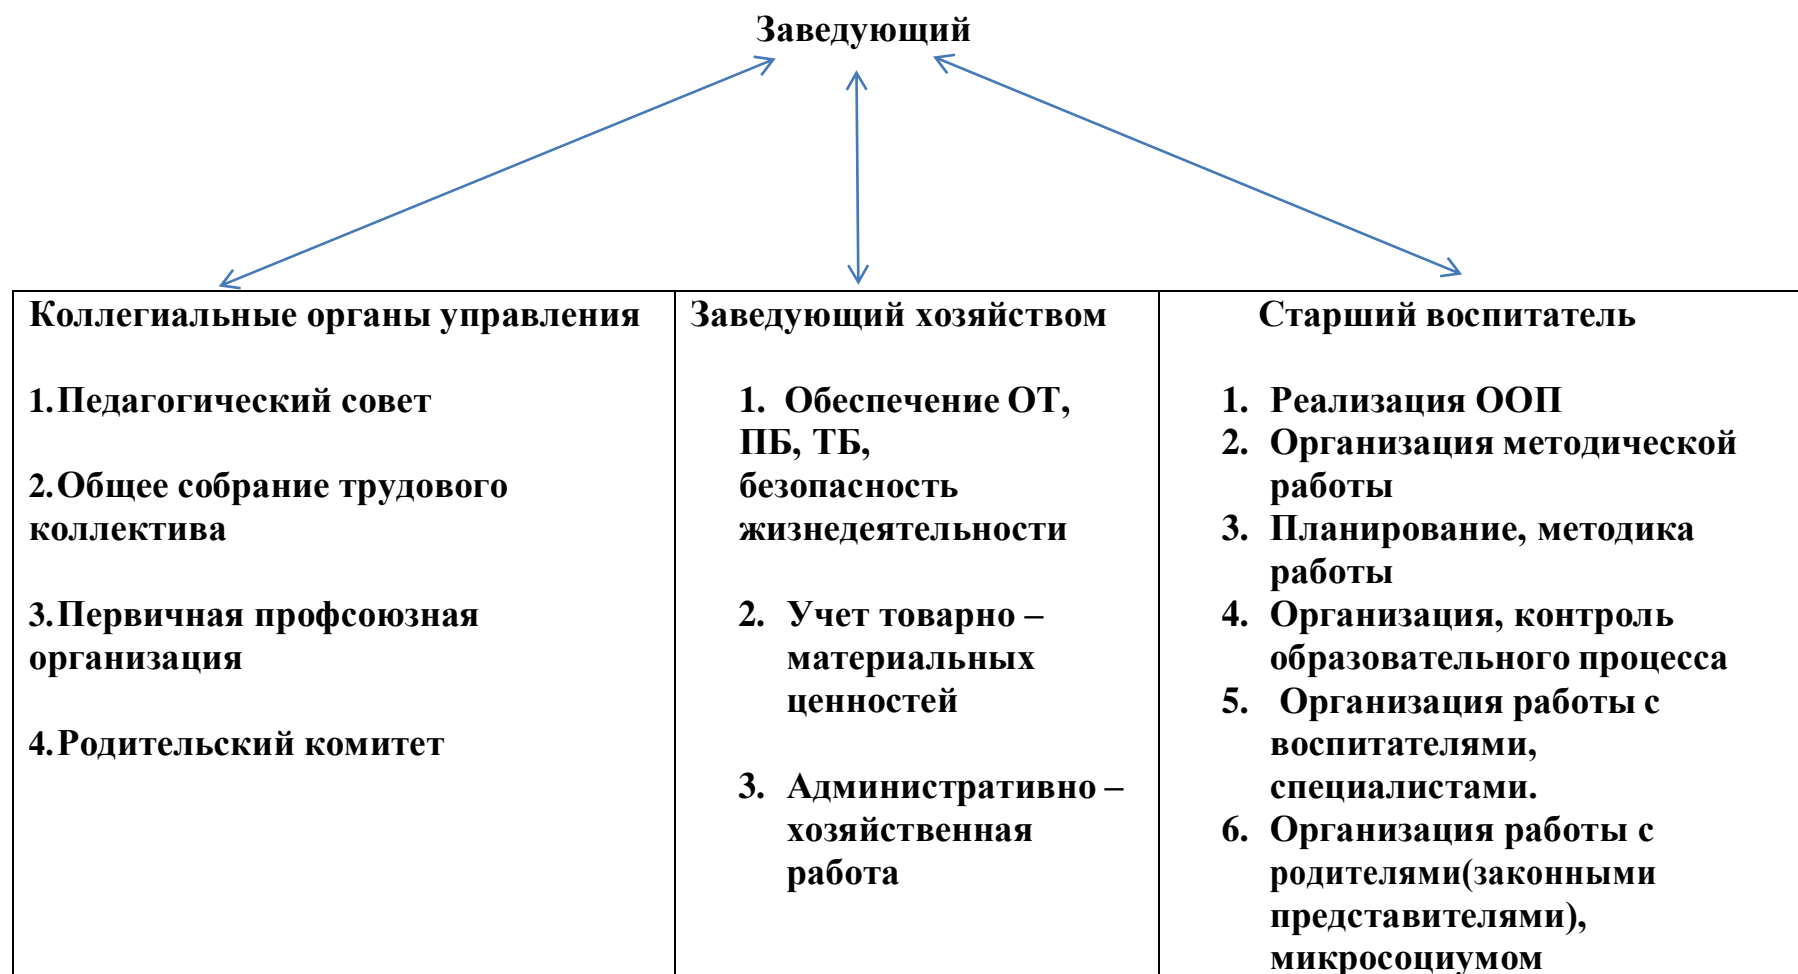 Заведующий
Коллегиальные органы управления
1.Педагогический совет
2.Общее собрание трудового
коллектива
3.Первичная профсоюзная
организация
4.Родительский комитет
Заведующий хозяйством
1. Обеспечение ОТ,
ПБ, ТБ,
безопасность
жизнедеятельности
2. Учет товарно –
материальных
ценностей
3. Административно –
хозяйственная
работа
Старший воспитатель
1. Реализация ООП
2. Организация методической
работы
3. Планирование, методика
работы
4. Организация, контроль
образовательного процесса
5. Организация работы с
воспитателями,
специалистами.
6. Организация работы с
родителями(законными
представителями),
микросоциумом